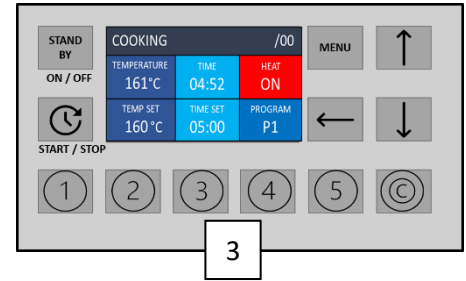 STAND
BY
ON / OFF
START / STOP
COOKING /00
TEMPERATURE TIME HEAT
161°C 04:52 ON
TEMP SET TIME SET PROGRAM
160°C 05:00 P1
MENU
↑
← ↓
1 2 3 4 5 ©
3